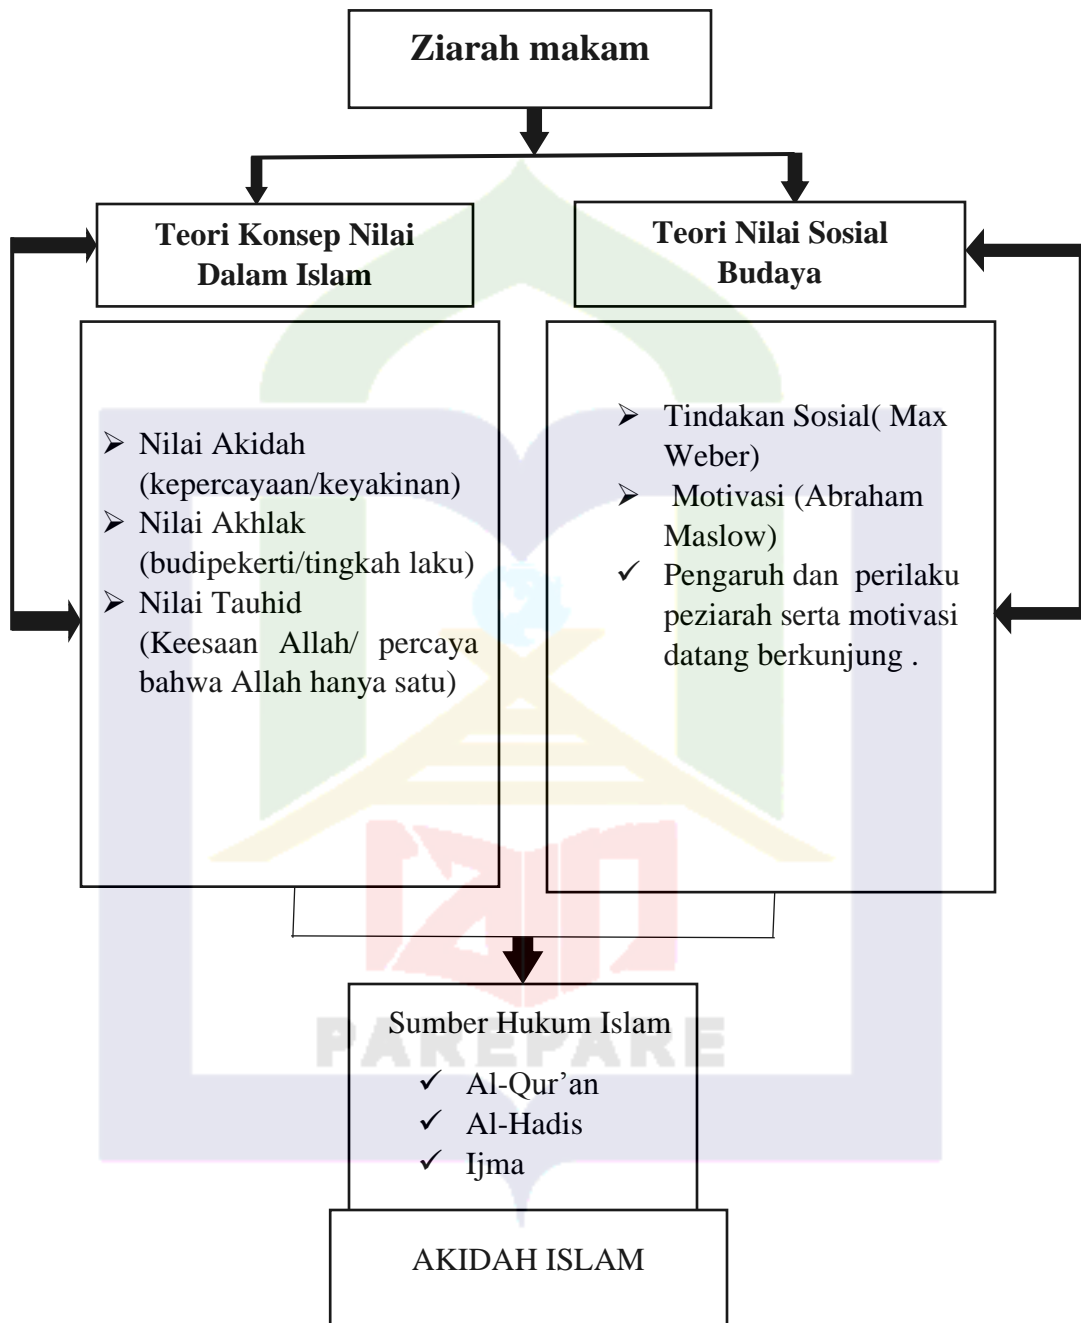 Ziarah makam
Teori Konsep Nilai
Dalam Islam
Teori Nilai Sosial
Budaya
➢ Nilai Akidah
(kepercayaan/keyakinan)
➢ Nilai Akhlak
(budipekerti/tingkah laku)
➢ Nilai Tauhid
(Keesaan Allah/ percaya
bahwa Allah hanya satu)
➢ Tindakan Sosial( Max
Weber)
➢ Motivasi (Abraham
Maslow)
✓ Pengaruh dan perilaku
peziarah serta motivasi
datang berkunjung .
Sumber Hukum Islam
PAREPARE
✓ Al-Qur’an
✓ Al-Hadis
✓ Ijma
AKIDAH ISLAM